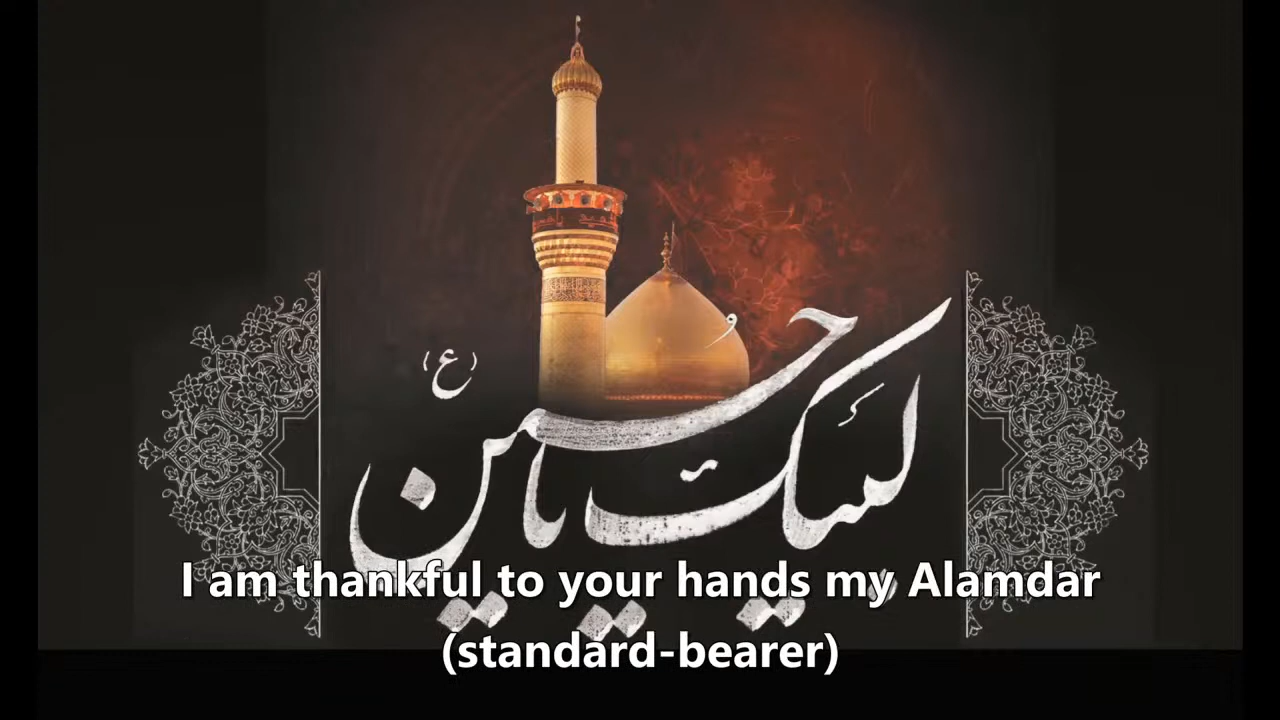 (ع)
لبیک یا حسین
I am thankful to your hands my Alamdar
(standard-bearer)